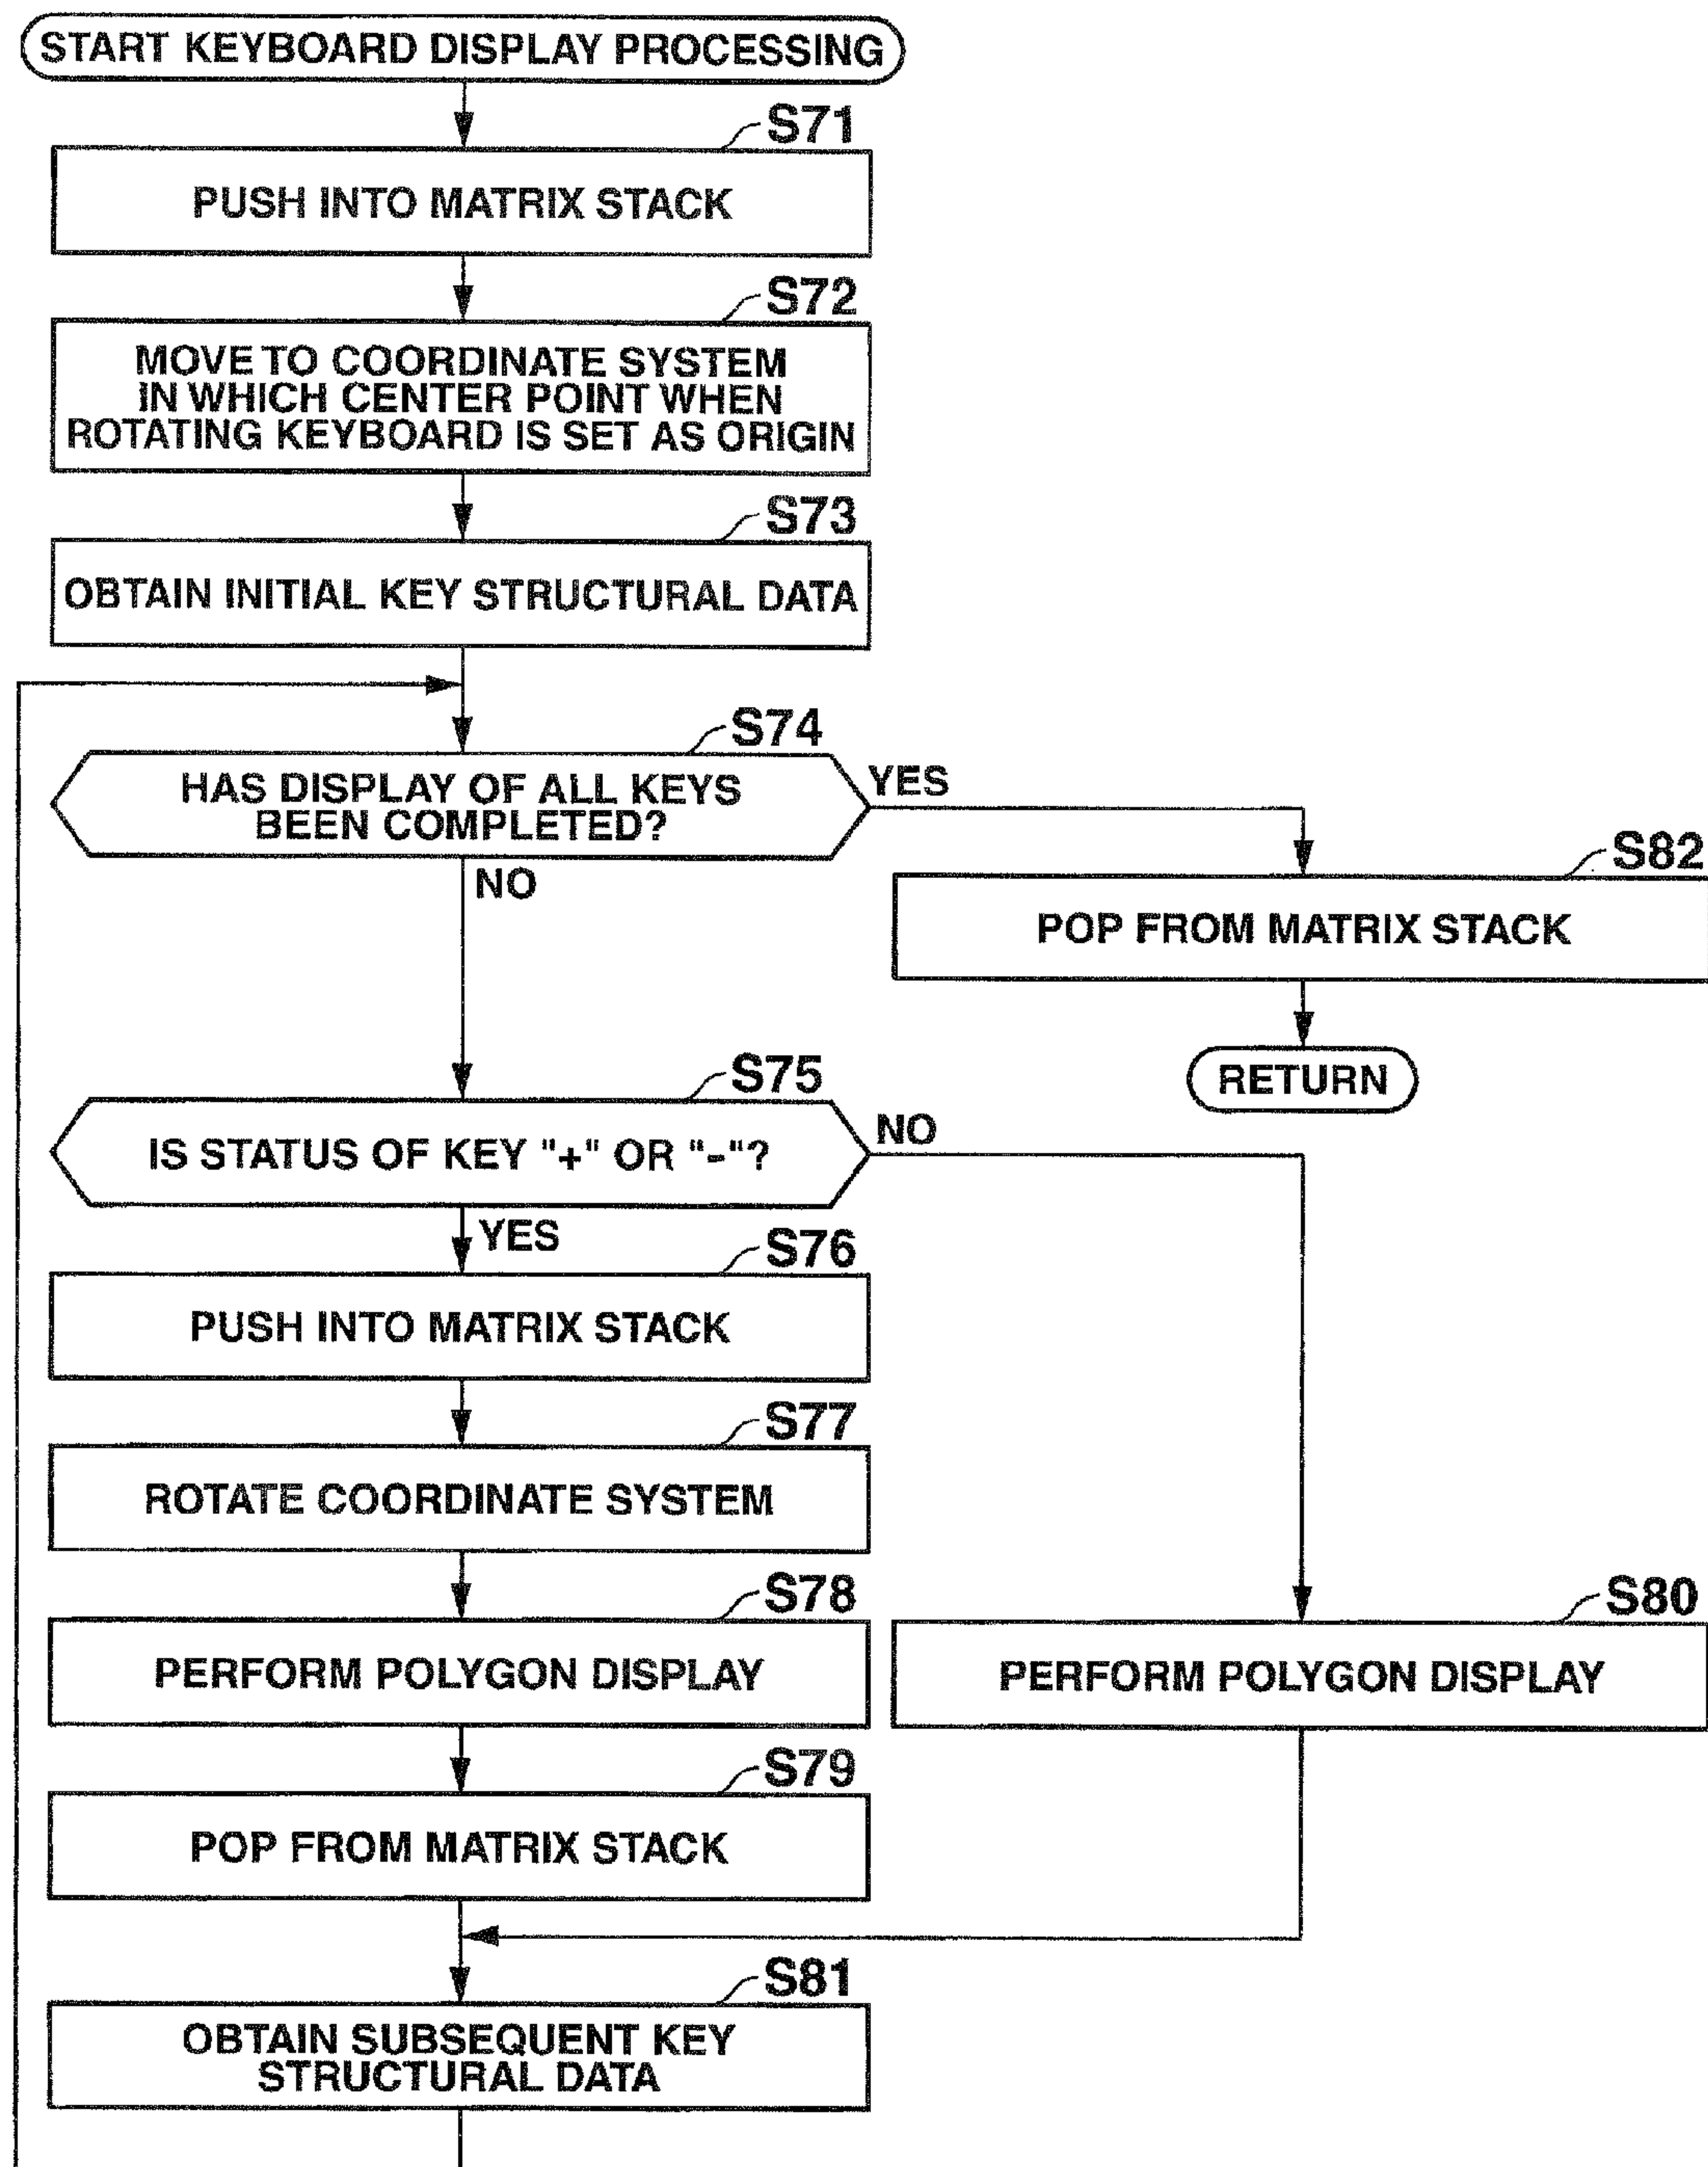 START KEYBOARD DISPLAY PROCESSING
S71
PUSH INTO MATRIX STACK
S72
MOVE TO COORDINATE SYSTEM
IN WHICH CENTER POINT WHEN
ROTATING KEYBOARD IS SET AS ORIGIN
S73
OBTAIN INITIAL KEY STRUCTURAL DATA
S74
HAS DISPLAY OF ALL KEYS
BEEN COMPLETED?
YES
NO
S82
POP FROM MATRIX STACK
RETURN
S75
IS STATUS OF KEY "+" OR "-"?
NO
YES
S76
PUSH INTO MATRIX STACK
S77
ROTATE COORDINATE SYSTEM
S78
PERFORM POLYGON DISPLAY
S80
PERFORM POLYGON DISPLAY
S79
POP FROM MATRIX STACK
S81
OBTAIN SUBSEQUENT KEY
STRUCTURAL DATA